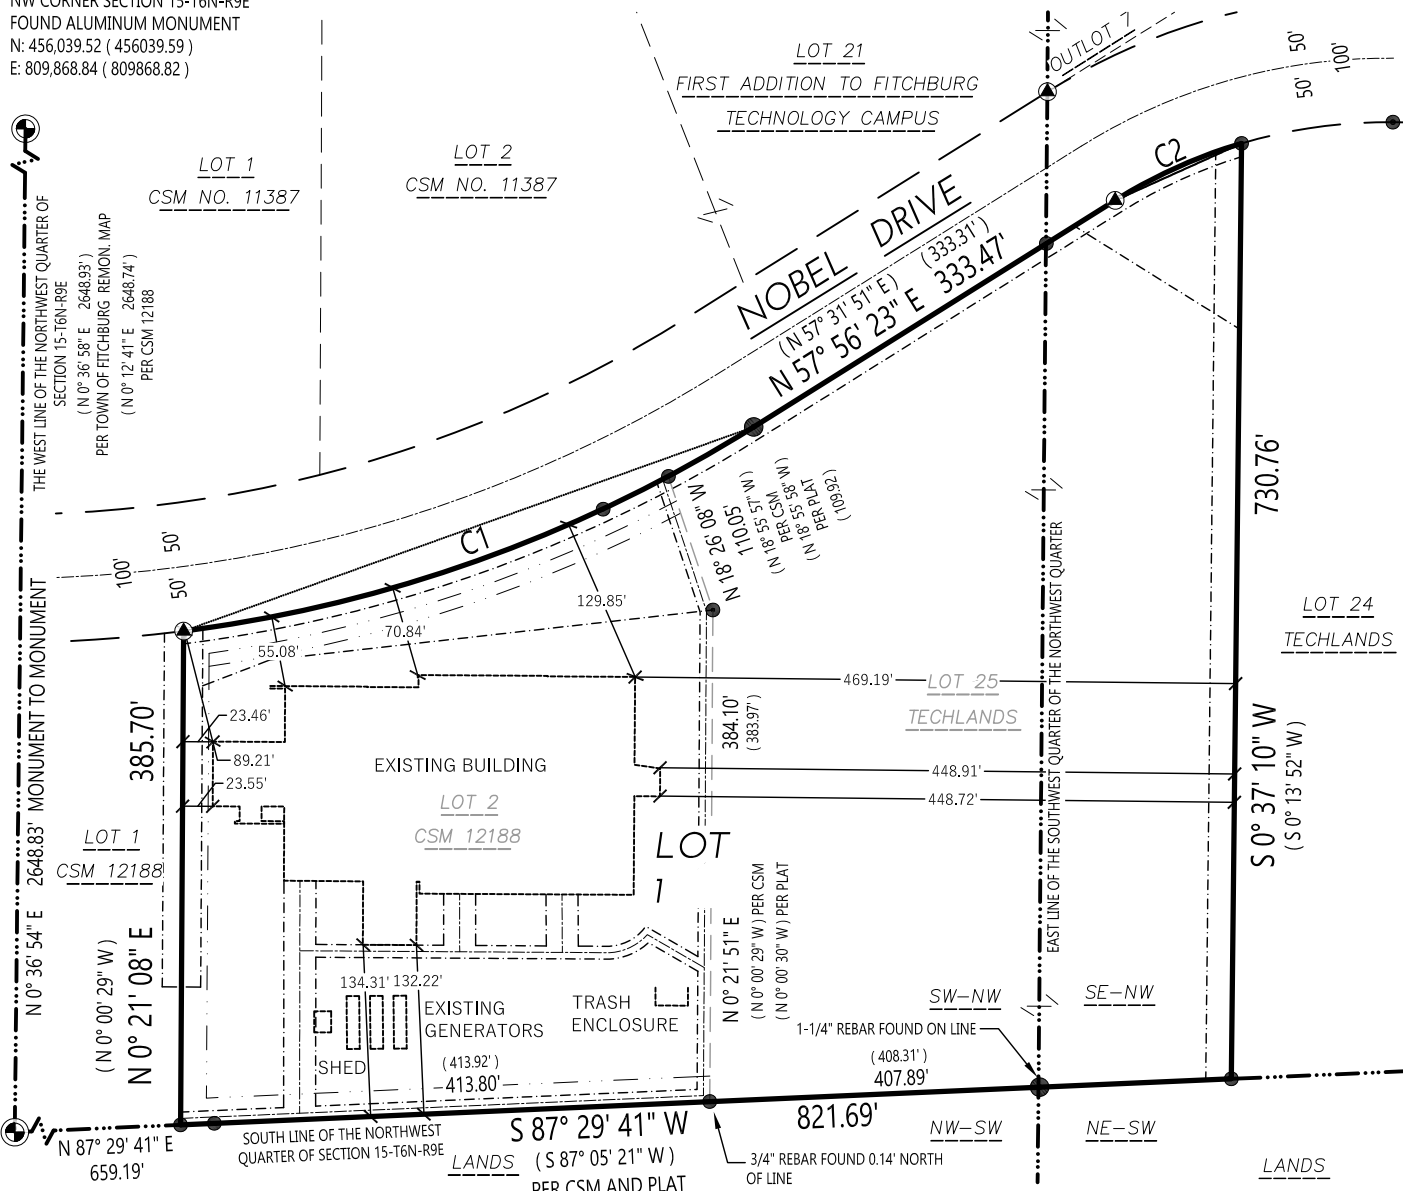 NW CORNER SECTION 15-T6N-R9E
FOUND ALUMINUM MONUMENT
N: 456,039.52 ( 456039.59 )
E: 809,868.84 ( 809868.82 )
LOT 1
CSM NO. 11387
LOT 2
CSM NO. 11387
LOT 21
FIRST ADDITION TO FITCHBURG
TECHNOLOGY CAMPUS
OUTLOT 7
50'
100'
50'
C2
THE WEST LINE OF THE NORTHWEST QUARTER OF
SECTION 15-T6N-R9E
( N 0° 36' 58" E 2648.93' )
PER TOWN OF FITCHBURG REMON. MAP
( N 0° 12' 41" E 2648.74' )
PER CSM 12188
NOBEL DRIVE
( N 57° 31' 51" E )
( 333.31' )
N 57° 56' 23" E 333.47'
730.76'
100'
50'
50'
C1
N 18° 26' 08" W
110.05'
( N 18° 55' 57" W )
PER CSM
( N 18° 55' 58" W )
PER PLAT
(109.92)
129.85'
70.84'
55.08'
N 0° 36' 54" E 2648.83' MONUMENT TO MONUMENT
385.70'
23.46'
89.21'
23.55'
EXISTING BUILDING
LOT 2
CSM 12188
384.10'
(383.97')
469.19'
LOT 25
TECHLANDS
448.91'
448.72'
EAST LINE OF THE SOUTHWEST QUARTER OF THE NORTHWEST QUARTER
LOT 24
TECHLANDS
S 0° 37' 10" W
( S 0° 13' 52" W )
LOT 1
CSM 12188
LOT
1
N 0° 21' 08" E
( N 0° 00' 29" W )
N 0° 21' 51" E
( N 0° 00' 29" W ) PER CSM
( N 0° 00' 30" W ) PER PLAT
134.31'
132.22'
EXISTING
GENERATORS
TRASH
ENCLOSURE
SHED
( 413.92' )
413.80'
SW-NW
SE-NW
1-1/4" REBAR FOUND ON LINE
( 408.31' )
407.89'
N 87° 29' 41" E
659.19'
SOUTH LINE OF THE NORTHWEST
QUARTER OF SECTION 15-T6N-R9E
S 87° 29' 41" W
821.69'
( S 87° 05' 21" W )
PER CSM AND PLAT
LANDS
3/4" REBAR FOUND 0.14' NORTH
OF LINE
NW-SW
NE-SW
LANDS